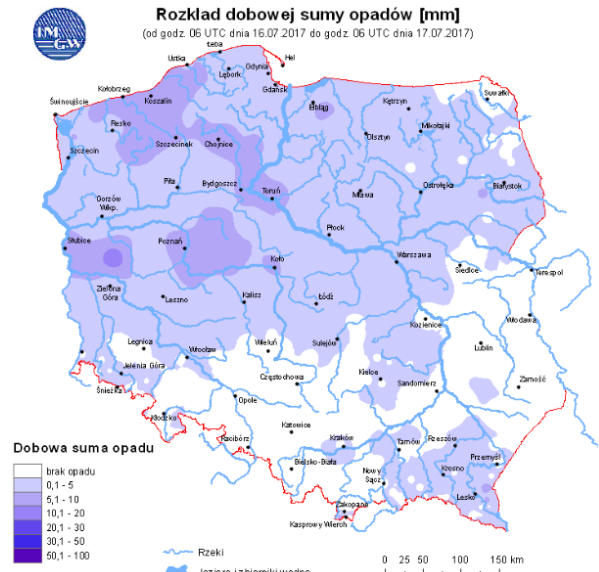 Rozkład dobowej sumy opadów [mm]
(od godz. 06 UTC dnia 16.07.2017 do godz. 06 UTC dnia 17.07.2017)
IM
GW
Łeba
Hel
Ustka
Gdynia
Lębork
Gdańsk
Kołobrzeg
Koszalin
Świnoujście
Elbląg
Kętrzyn
Suwałki
Resko
Mikołajki
Olsztyn
Szczecinek
Chojnice
Szczecin
Piła
Bydgoszcz
Toruń
Mława
Ostrołęka
Białystok
Gorzów
Wlkp.
Płock
Słubice
Poznań
Koło
Warszawa
Siedlce
Terespol
Zielona
Góra
Leszno
Kalisz
Łódź
Kozienice
Włodawa
Legnica
Wrocław
Wieluń
Sulejów
Lublin
Jelenia Góra
Śnieżka
Częstochowa
Kielce
Sandomierz
Zamość
Opole
Kłodzko
Katowice
Racibórz
Kraków
Tarnów
Rzeszów
Przemyśl
Bielsko-Biała
Nowy
Sącz
Krosno
Lesko
Zakopane
Kasprowy Wierch
Dobowa suma opadu
brak opadu
0,1 - 5
5,1 - 10
10,1 - 20
20,1 - 30
30,1 - 50
50,1 - 100
Rzeki
Jeziora i zbiorniki wodne
0 25 50 100 150 km